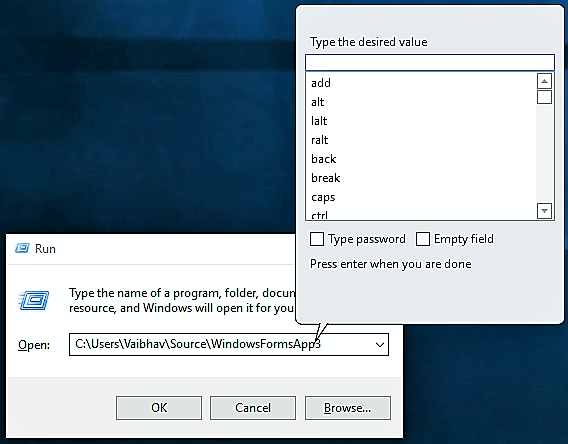 Type the desired value
add
alt
lalt
ralt
back
break
caps
ctrl
Type password Empty field
Press enter when you are done
Run
Type the name of a program, folder, docum
resource, and Windows will open it for you
Open: C:\Users\Vaibhav\Source\WindowsFormsApp3
OK Cancel Browse...